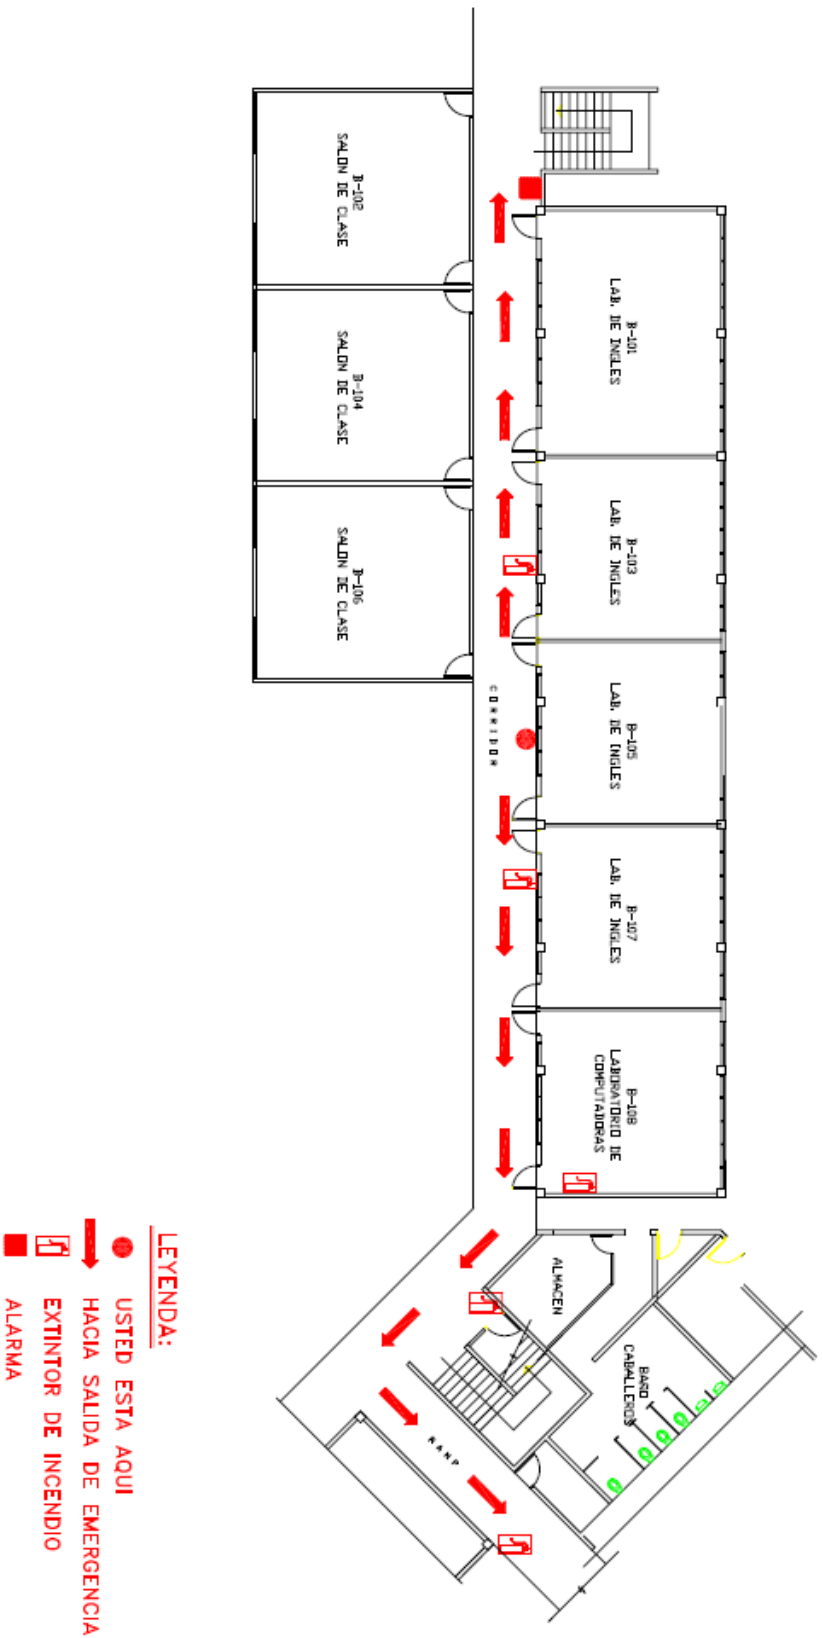 B-102
SALON DE CLASE
B-104
SALON DE CLASE
B-106
SALON DE CLASE
B-101
LAB. DE INGLES
B-103
LAB. DE INGLES
B-105
LAB. DE INGLES
B-107
LAB. DE INGLES
B-108
LABORATORIO DE
COMPUTADORAS
CORRIDOR
ALMACEN
BAÑO
CABALLEROS
RAMP
LEYENDA:
USTED ESTA AQUI
HACIA SALIDA DE EMERGENCIA
EXTINTOR DE INCENDIO
ALARMA